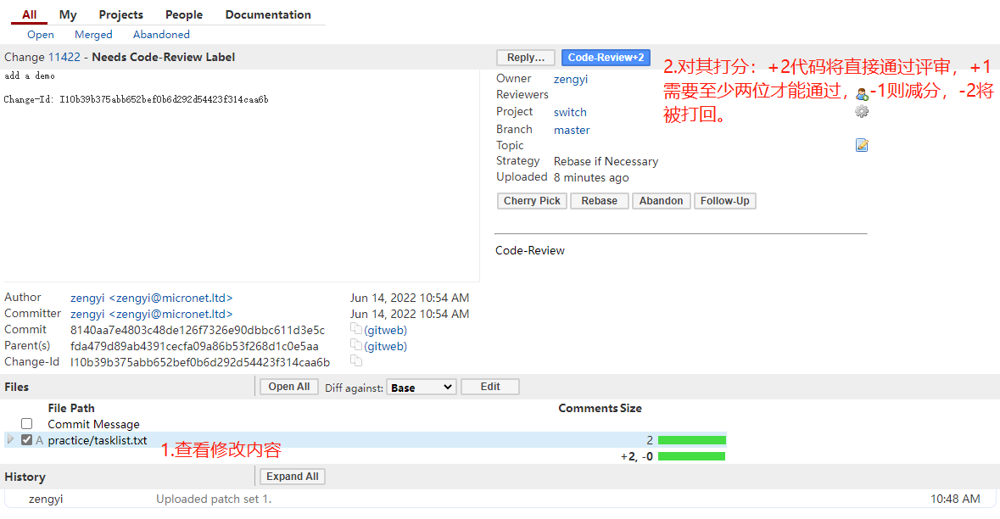 All My Projects People Documentation
Open Merged Abandoned
Change 11422 - Needs Code-Review Label
Reply… Code-Review+2
add a demo
Change-Id: I10b39b375abb652bef0b6d292d54423f314caa6b
Owner zengyi
Reviewers
Project switch
Branch master
Topic
Strategy Rebase if Necessary
Uploaded 8 minutes ago
Cherry Pick Rebase Abandon Follow-Up
Code-Review
2.对其打分：+2代码将直接通过评审，+1
需要至少两位才能通过，-1则减分，-2将
被打回。
Author zengyi <zengyi@micronet.ltd> Jun 14, 2022 10:54 AM
Committer zengyi <zengyi@micronet.ltd> Jun 14, 2022 10:54 AM
Commit 8140aa7e4803c48de126f7326e90dbbc611d3e5c (gitweb)
Parent(s) fda479d89ab4391cecfa09a86b53f268d1c0e5aa (gitweb)
Change-Id I10b39b375abb652bef0b6d292d54423f314caa6b
Files Open All Diff against: Base Edit
File Path Comments Size
Commit Message
A practice/tasklist.txt 2
1.查看修改内容
+2, -0
History Expand All
zengyi Uploaded patch set 1. 10:48 AM